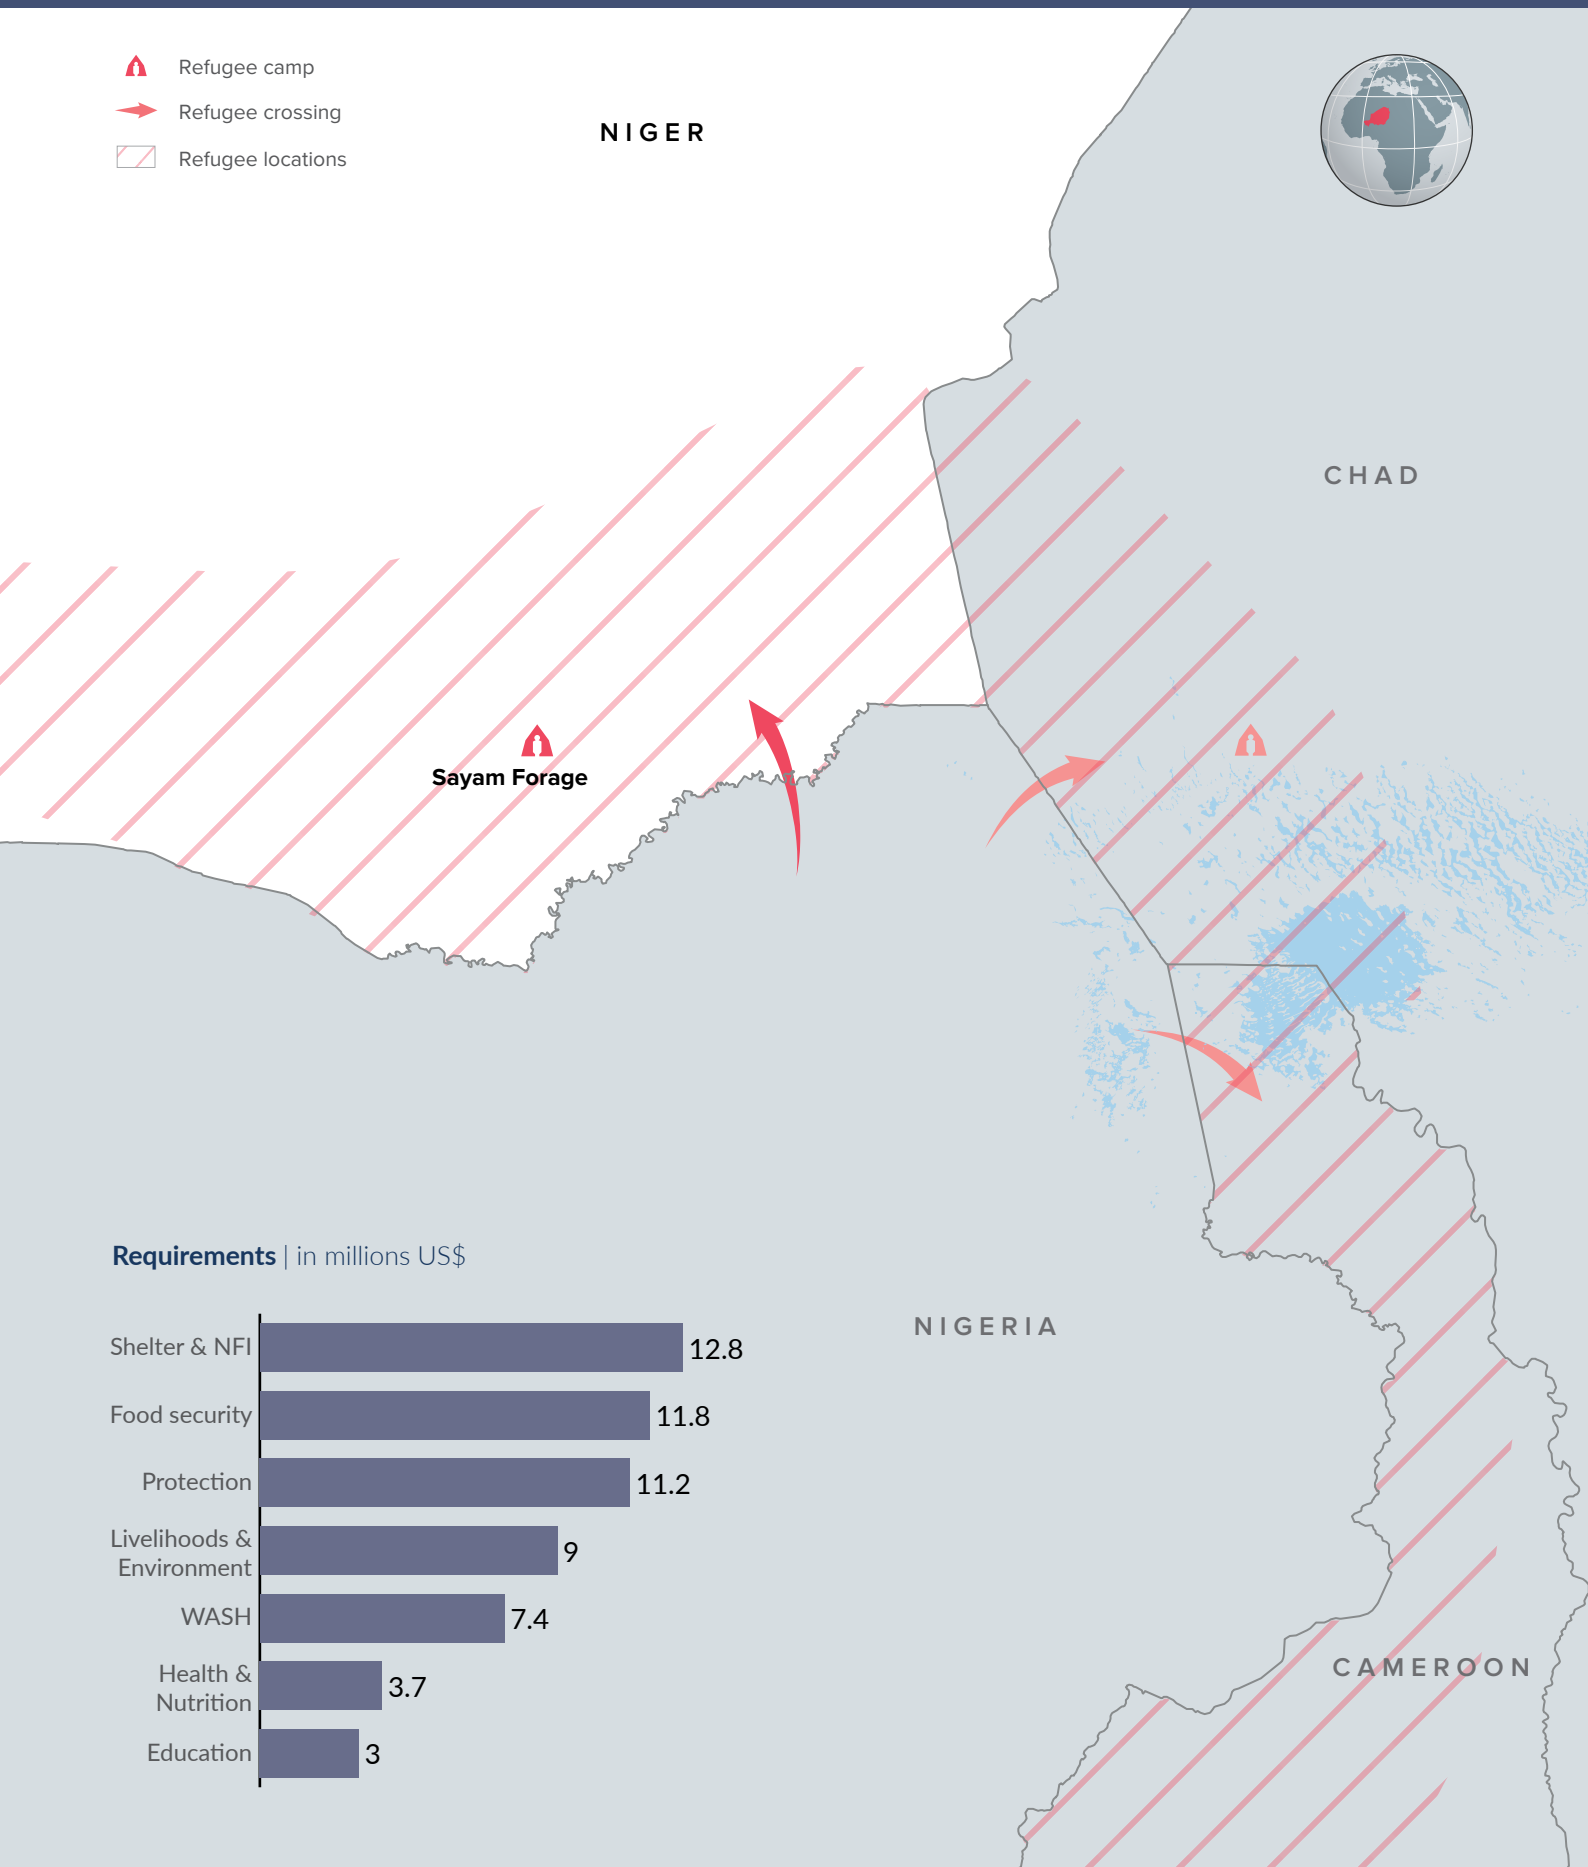 Refugee camp
Refugee crossing
Refugee locations
NIGER
CHAD
Sayam Forage
NIGERIA
CAMEROON
Requirements | in millions US$
Shelter & NFI 12.8
Food security 11.8
Protection 11.2
Livelihoods &
Environment 9
WASH 7.4
Health &
Nutrition 3.7
Education 3